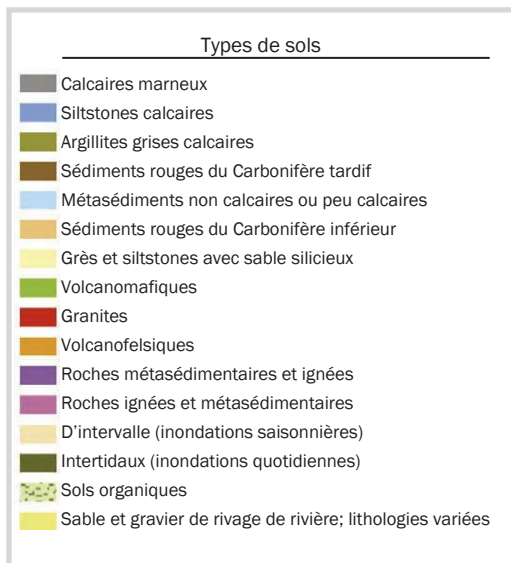 Types de sols
Calcaires marneux
Siltstones calcaires
Argillites grises calcaires
Sédiments rouges du Carbonifère tardif
Métasédiments non calcaires ou peu calcaires
Sédiments rouges du Carbonifère inférieur
Grès et siltstones avec sable silicieux
Volcanomafiques
Granites
Volcanofelsiques
Roches métasédimentaires et ignées
Roches ignées et métasédimentaires
D'intervalle (inondations saisonnières)
Intertidaux (inondations quotidiennes)
Sols organiques
Sable et gravier de rivage de rivière; lithologies variées